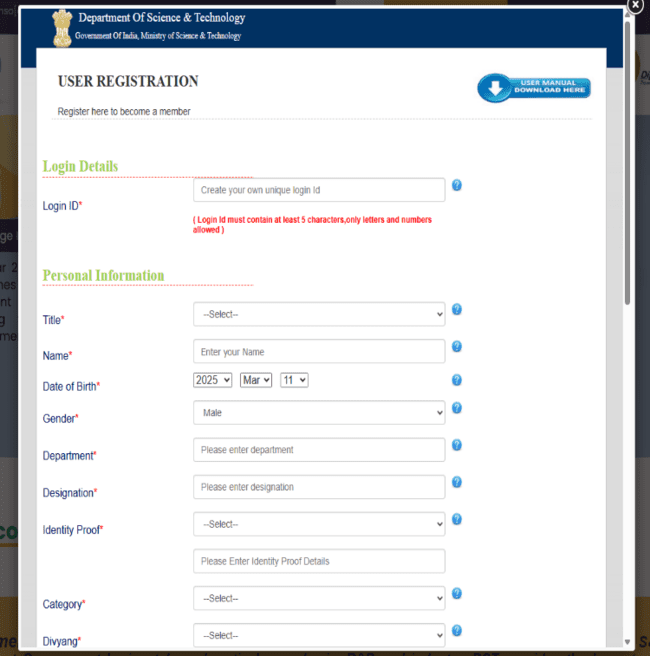 Department Of Science & Technology
Government Of India, Ministry of Science & Technology
USER REGISTRATION
USER MANUAL
DOWNLOAD HERE
Register here to become a member
Login Details
Create your own unique login Id
Login ID*
( Login Id must contain at least 5 characters,only letters and numbers
allowed )
Personal Information
Title* --Select--
Name* Enter your Name
Date of Birth* 2025 Mar 11
Gender* Male
Department* Please enter department
Designation* Please enter designation
Identity Proof* --Select--
Please Enter Identity Proof Details
Category* --Select--
Divyang* --Select--